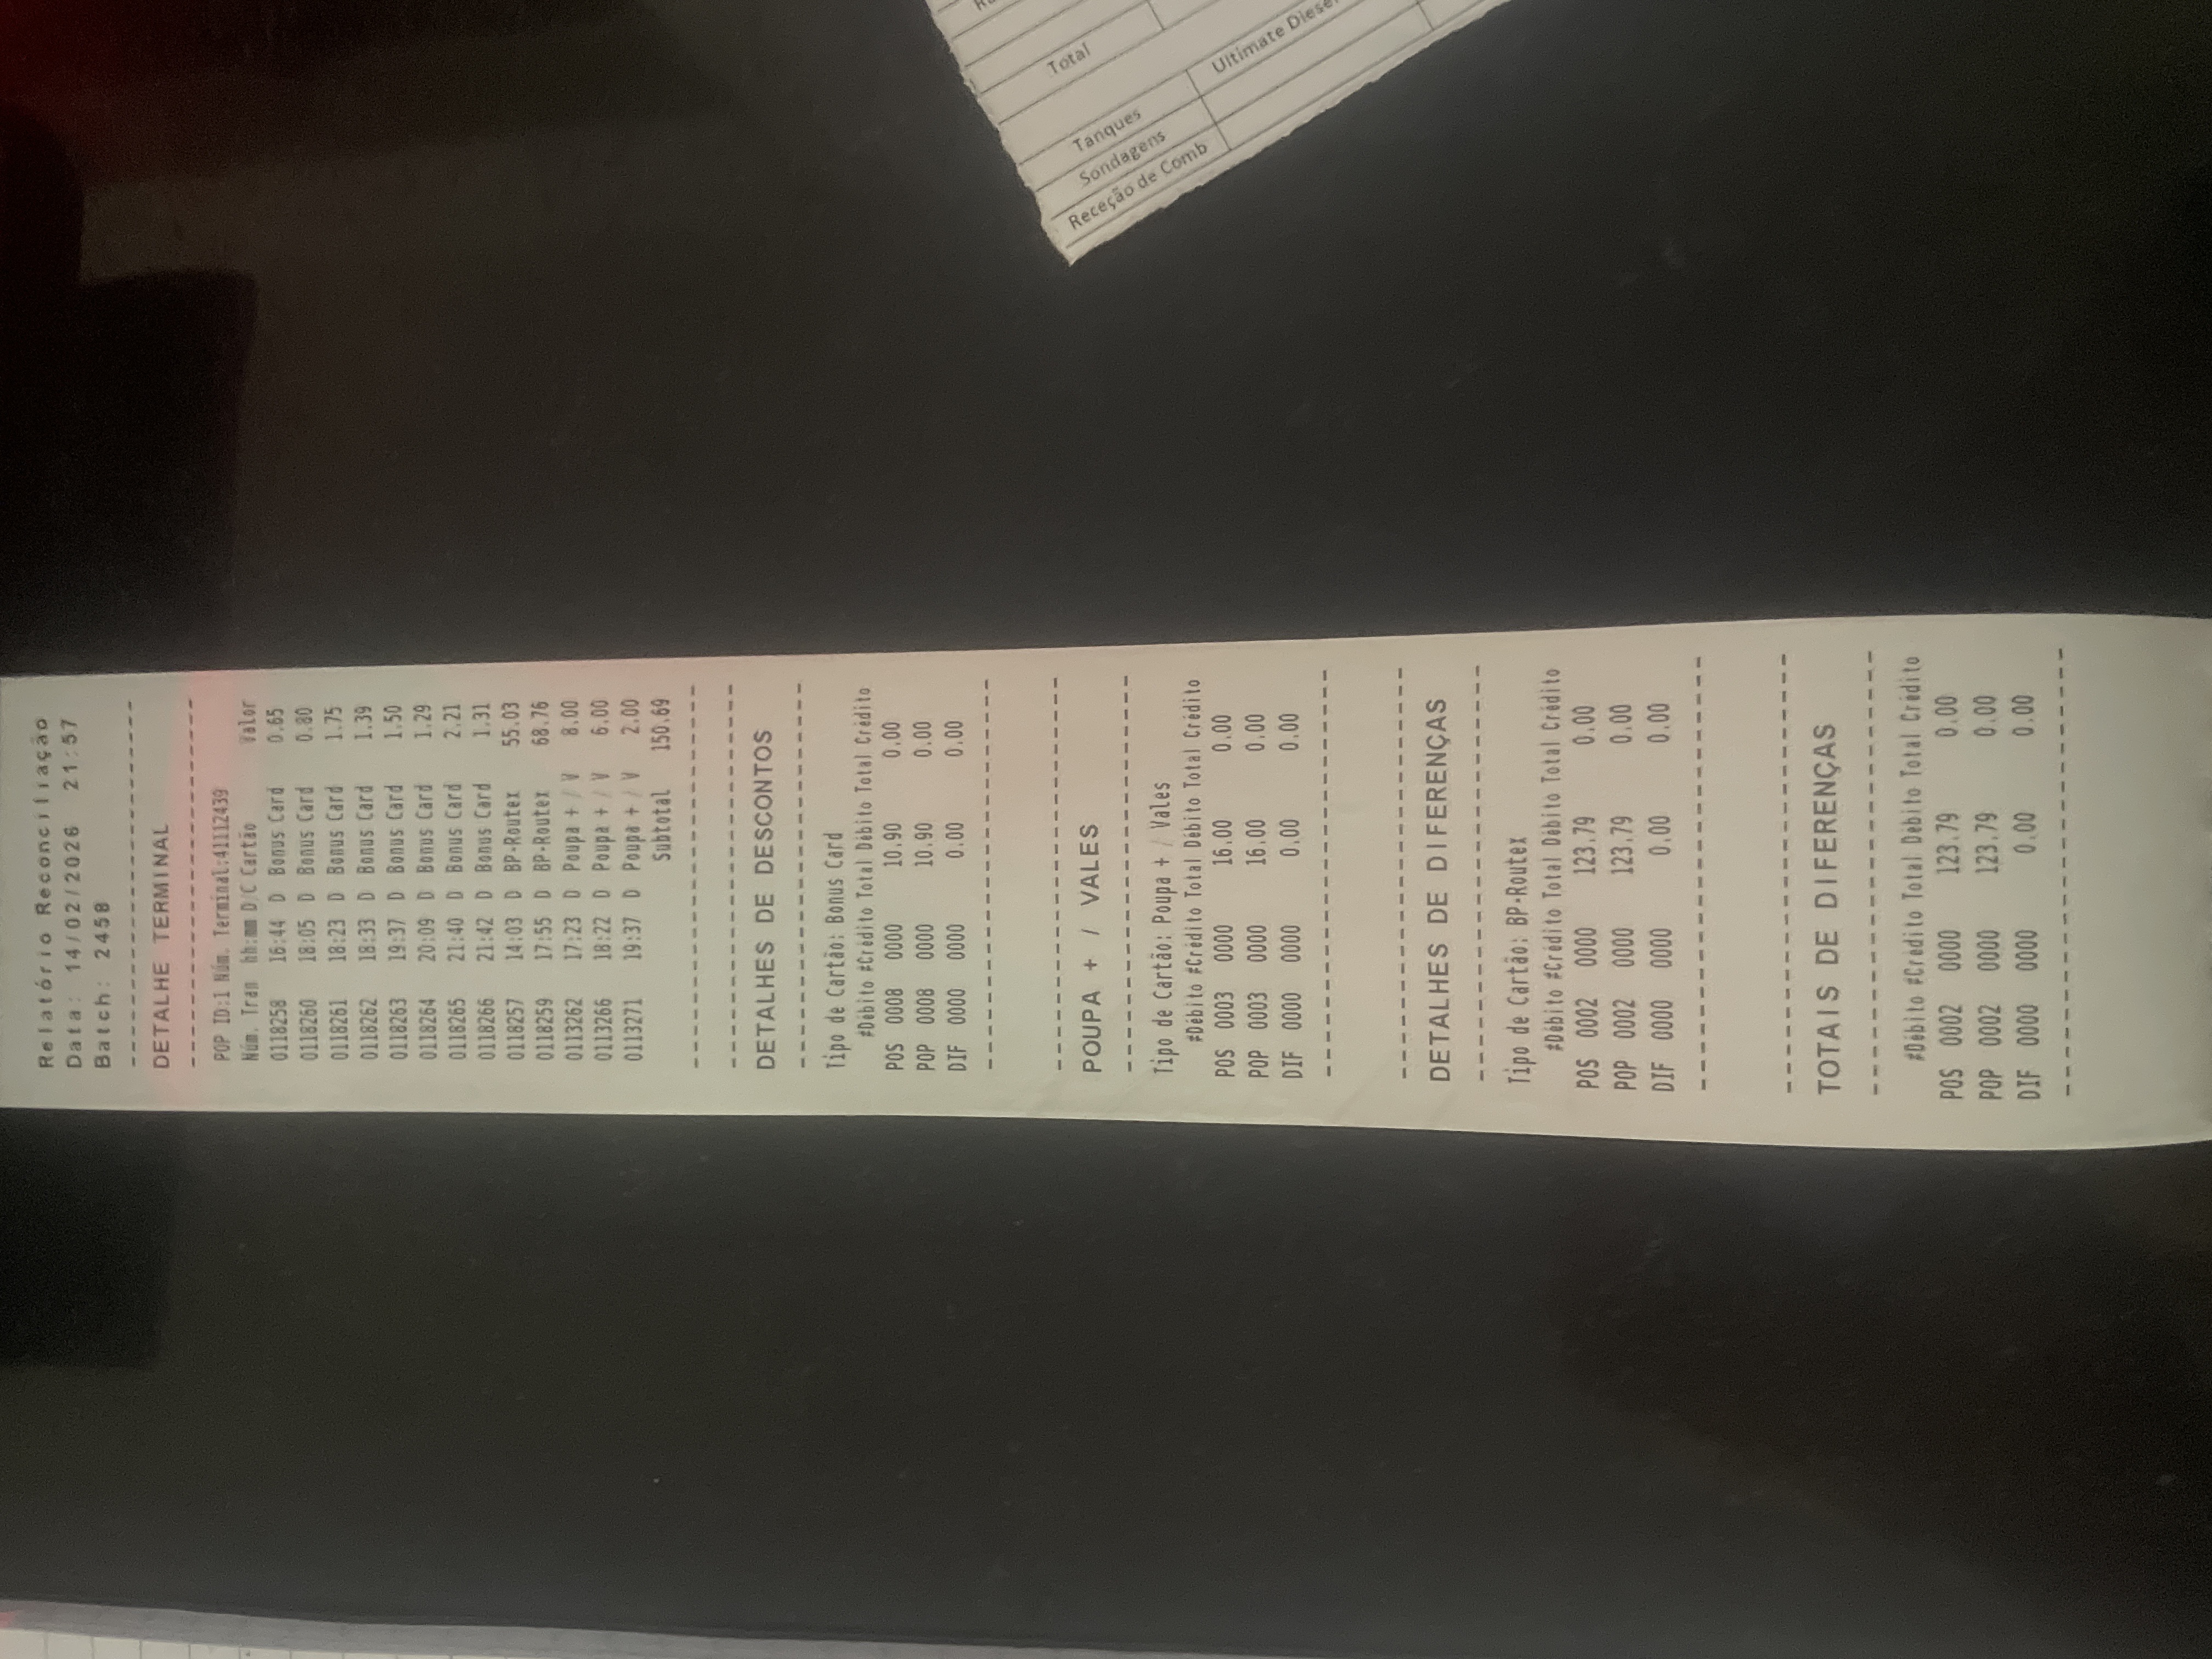 Relatório Reconciliação
Data: 14/02/2026 21:57
Batch: 2458
------------------------
DETALHE TERMINAL
------------------------
POP ID:1 Núm. Terminal:41112439
Núm. Tran hh:mm D/C Cartão Valor
0118258 16:44 D Bonus Card 0.65
0118260 18:05 D Bonus Card 0.80
0118261 18:23 D Bonus Card 1.75
0118262 18:33 D Bonus Card 1.39
0118263 19:37 D Bonus Card 1.50
0118264 20:09 D Bonus Card 1.29
0118265 21:40 D Bonus Card 2.21
0118266 21:42 D Bonus Card 1.31
0118257 14:03 D BP-Routex 55.03
0118259 17:55 D BP-Routex 68.76
0113262 17:23 D Poupa + / V 8.00
0113266 18:22 D Poupa + / V 6.00
0113271 19:37 D Poupa + / V 2.00
Subtotal 150.69
------------------------
------------------------
DETALHES DE DESCONTOS
------------------------
Tipo de Cartão: Bonus Card
#Débito #Crédito Total Débito Total Crédito
POS 0008 0000 10.90 0.00
POP 0008 0000 10.90 0.00
DIF 0000 0000 0.00 0.00
------------------------
------------------------
POUPA + / VALES
------------------------
Tipo de Cartão: Poupa + / Vales
#Débito #Crédito Total Débito Total Crédito
POS 0003 0000 16.00 0.00
POP 0003 0000 16.00 0.00
DIF 0000 0000 0.00 0.00
------------------------
------------------------
DETALHES DE DIFERENÇAS
------------------------
Tipo de Cartão: BP-Routex
#Débito #Crédito Total Débito Total Crédito
POS 0002 0000 123.79 0.00
POP 0002 0000 123.79 0.00
DIF 0000 0000 0.00 0.00
------------------------
------------------------
TOTAIS DE DIFERENÇAS
------------------------
#Débito #Crédito Total Débito Total Crédito
POS 0002 0000 123.79 0.00
POP 0002 0000 123.79 0.00
DIF 0000 0000 0.00 0.00
------------------------
Total
Tanques Ultimate Diesel
Sondagens
Receção de Comb